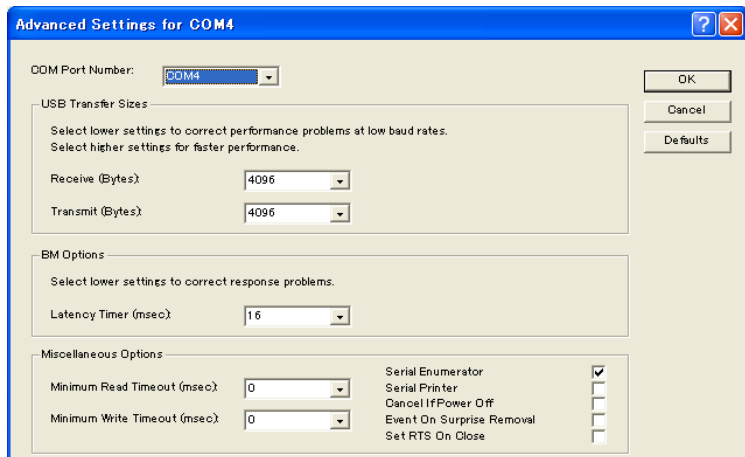 Advanced Settings for COM4
COM Port Number:
COM4
OK
Cancel
Defaults
USB Transfer Sizes
Select lower settings to correct performance problems at low baud rates.
Select higher settings for faster performance.
Receive (Bytes):
4096
Transmit (Bytes):
4096
BM Options
Select lower settings to correct response problems.
Latency Timer (msec):
16
Miscellaneous Options
Minimum Read Timeout (msec):
0
Minimum Write Timeout (msec):
0
Serial Enumerator
Serial Printer
Cancel If Power Off
Event On Surprise Removal
Set RTS On Close